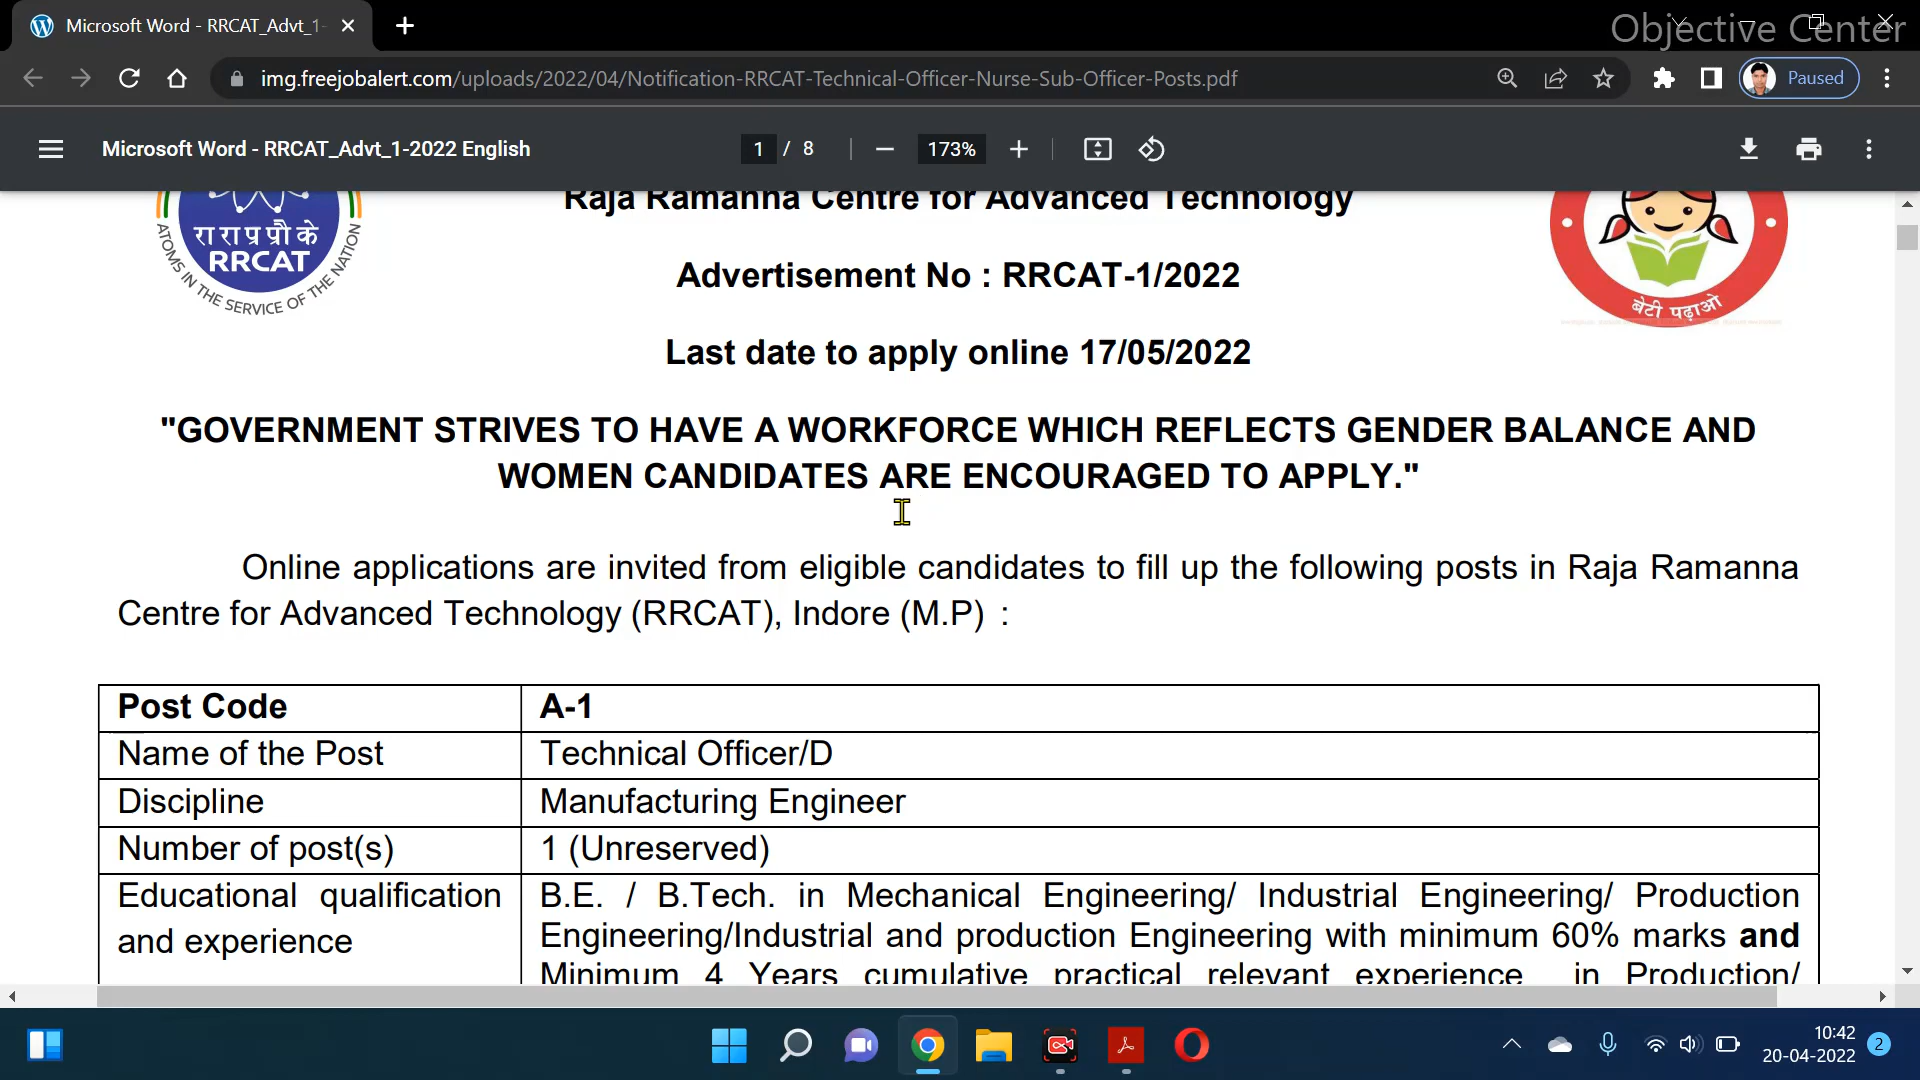 Microsoft Word - RRCAT_Advt_1-
Objective Center
img.freejobalert.com/uploads/2022/04/Notification-RRCAT-Technical-Officer-Nurse-Sub-Officer-Posts.pdf
Paused
Microsoft Word - RRCAT_Advt_1-2022 English
1 / 8
173%
रा रा प्र प्रौ के
RRCAT
ATOMS IN THE SERVICE OF THE NATION
Raja Ramanna Centre for Advanced Technology
बेटी पढ़ाओ
Advertisement No : RRCAT-1/2022
Last date to apply online 17/05/2022
"GOVERNMENT STRIVES TO HAVE A WORKFORCE WHICH REFLECTS GENDER BALANCE AND
WOMEN CANDIDATES ARE ENCOURAGED TO APPLY."
Online applications are invited from eligible candidates to fill up the following posts in Raja Ramanna
Centre for Advanced Technology (RRCAT), Indore (M.P) :
Post Code A-1
Name of the Post Technical Officer/D
Discipline Manufacturing Engineer
Number of post(s) 1 (Unreserved)
Educational qualification B.E. / B.Tech. in Mechanical Engineering/ Industrial Engineering/ Production
and experience Engineering/Industrial and production Engineering with minimum 60% marks and
Minimum 4 Years cumulative practical relevant experience in Production/
10:42
20-04-2022
2